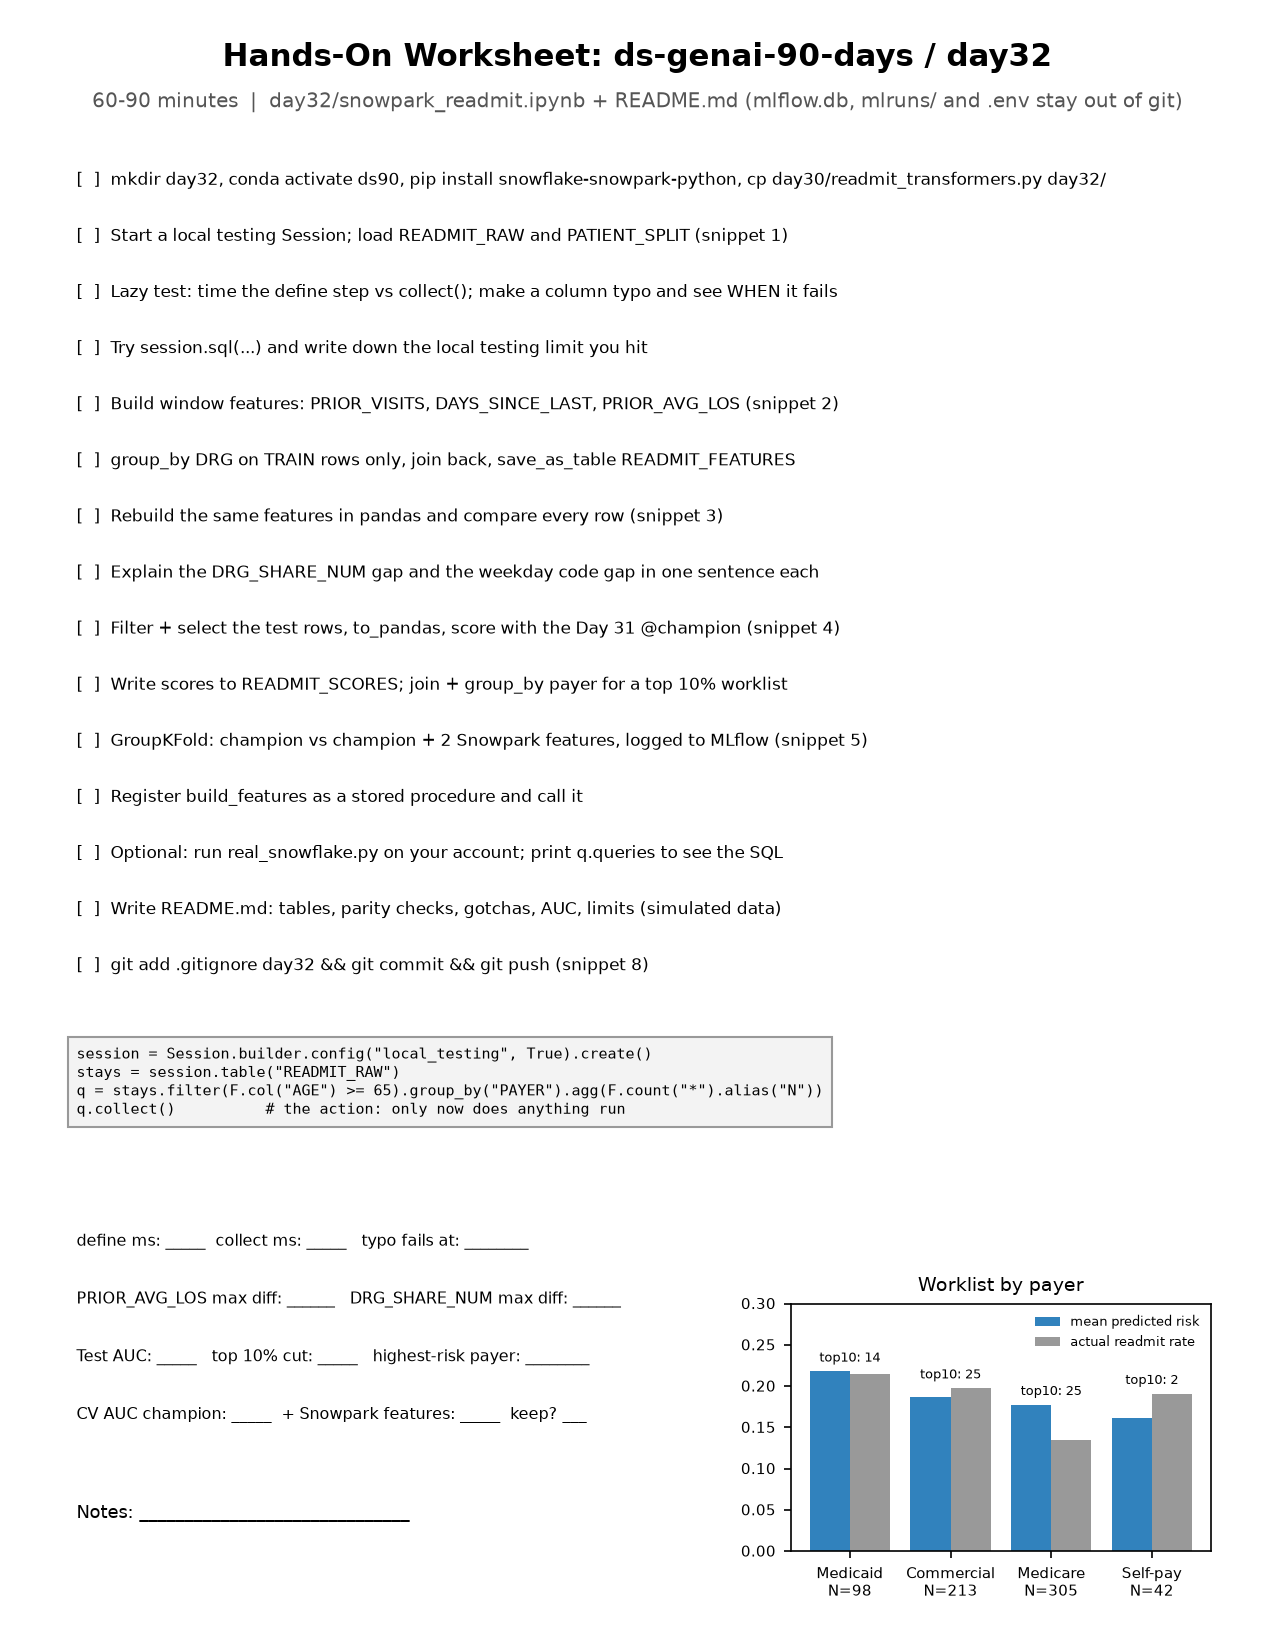 Hands-On Worksheet: ds-genai-90-days / day32
60-90 minutes | day32/snowpark_readmit.ipynb + README.md (mlflow.db, mlruns/ and .env stay out of git)
[ ] mkdir day32, conda activate ds90, pip install snowflake-snowpark-python, cp day30/readmit_transformers.py day32/
[ ] Start a local testing Session; load READMIT_RAW and PATIENT_SPLIT (snippet 1)
[ ] Lazy test: time the define step vs collect(); make a column typo and see WHEN it fails
[ ] Try session.sql(...) and write down the local testing limit you hit
[ ] Build window features: PRIOR_VISITS, DAYS_SINCE_LAST, PRIOR_AVG_LOS (snippet 2)
[ ] group_by DRG on TRAIN rows only, join back, save_as_table READMIT_FEATURES
[ ] Rebuild the same features in pandas and compare every row (snippet 3)
[ ] Explain the DRG_SHARE_NUM gap and the weekday code gap in one sentence each
[ ] Filter + select the test rows, to_pandas, score with the Day 31 @champion (snippet 4)
[ ] Write scores to READMIT_SCORES; join + group_by payer for a top 10% worklist
[ ] GroupKFold: champion vs champion + 2 Snowpark features, logged to MLflow (snippet 5)
[ ] Register build_features as a stored procedure and call it
[ ] Optional: run real_snowflake.py on your account; print q.queries to see the SQL
[ ] Write README.md: tables, parity checks, gotchas, AUC, limits (simulated data)
[ ] git add .gitignore day32 && git commit && git push (snippet 8)
session = Session.builder.config("local_testing", True).create()
stays = session.table("READMIT_RAW")
q = stays.filter(F.col("AGE") >= 65).group_by("PAYER").agg(F.count("*").alias("N"))
q.collect()          # the action: only now does anything run
define ms: _____ collect ms: _____ typo fails at: ________
PRIOR_AVG_LOS max diff: ______ DRG_SHARE_NUM max diff: ______
Test AUC: _____ top 10% cut: _____ highest-risk payer: ________
CV AUC champion: _____ + Snowpark features: _____ keep? ___
Notes: ______________________________
Worklist by payer
mean predicted risk
actual readmit rate
top10: 14
top10: 25
top10: 25
top10: 2
0.30
0.25
0.20
0.15
0.10
0.05
0.00
Medicaid
N=98
Commercial
N=213
Medicare
N=305
Self-pay
N=42